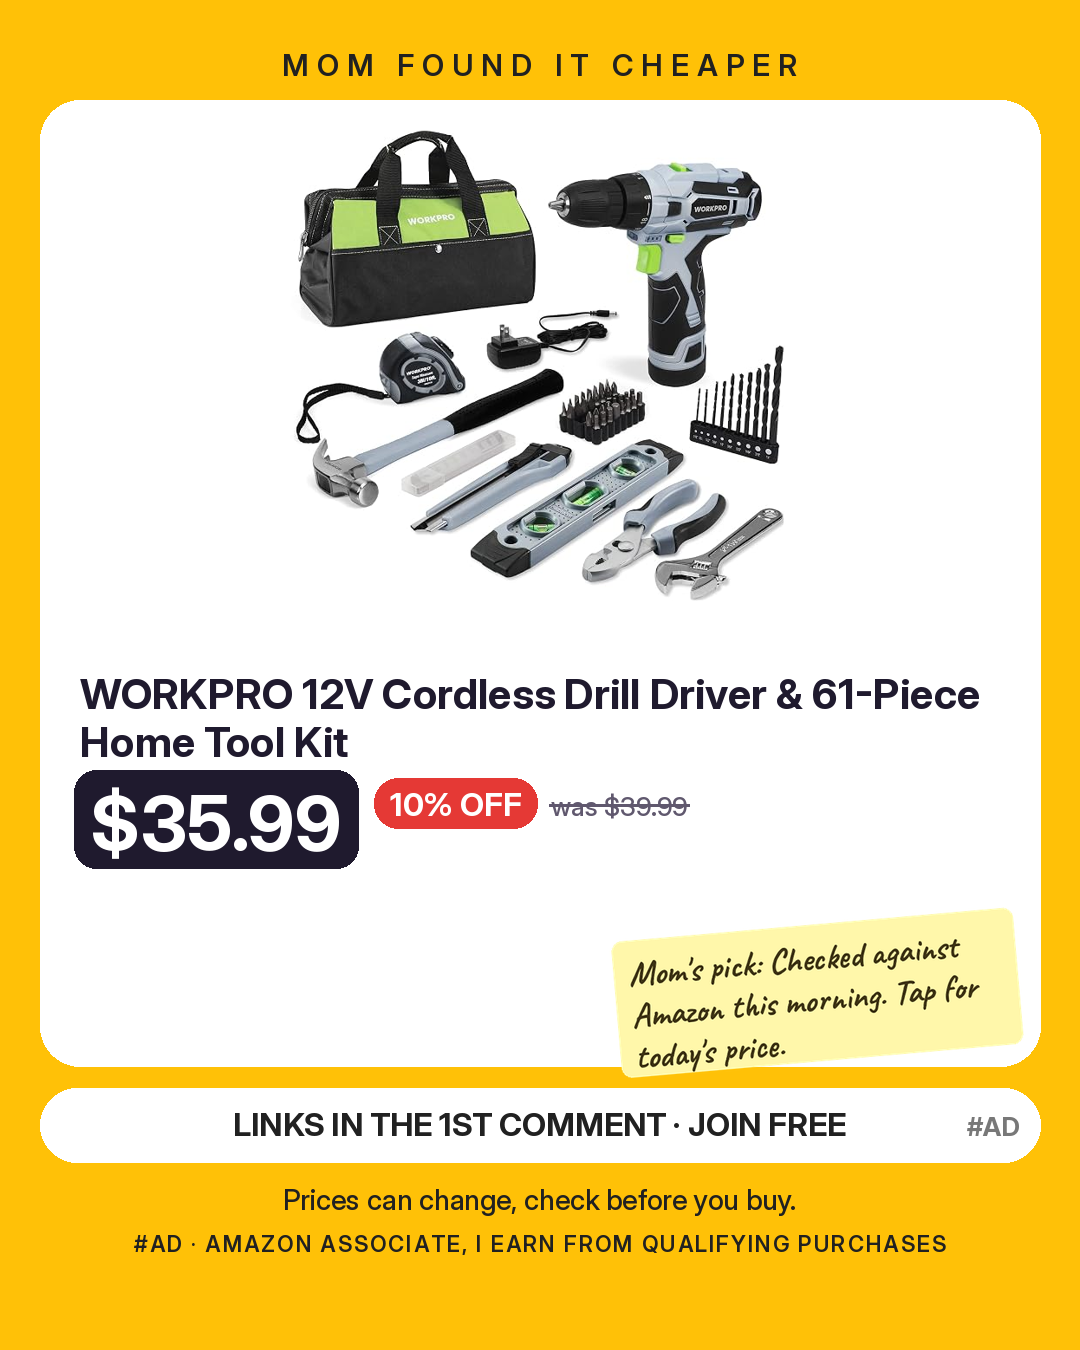 MOM FOUND IT CHEAPER
WORKPRO
WORKPRO
WORKPRO
WORKPRO 12V Cordless Drill Driver & 61-Piece
Home Tool Kit
$35.99
10% OFF
was $39.99
Mom's pick: Checked against
Amazon this morning. Tap for
today's price.
LINKS IN THE 1ST COMMENT · JOIN FREE
#AD
Prices can change, check before you buy.
#AD · AMAZON ASSOCIATE, I EARN FROM QUALIFYING PURCHASES